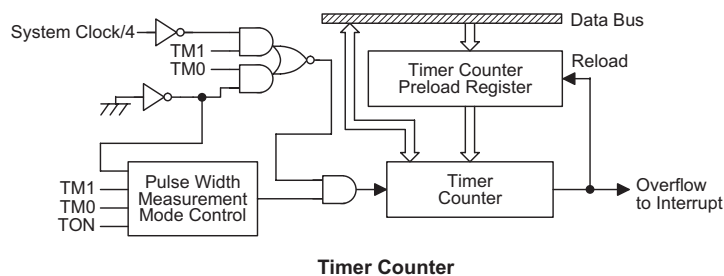 System Clock/4
TM1
TM0
Data Bus
Timer Counter
Preload Register
Reload
TM1
TM0
TON
Pulse Width
Measurement
Mode Control
Timer
Counter
Overflow
to Interrupt
Timer Counter